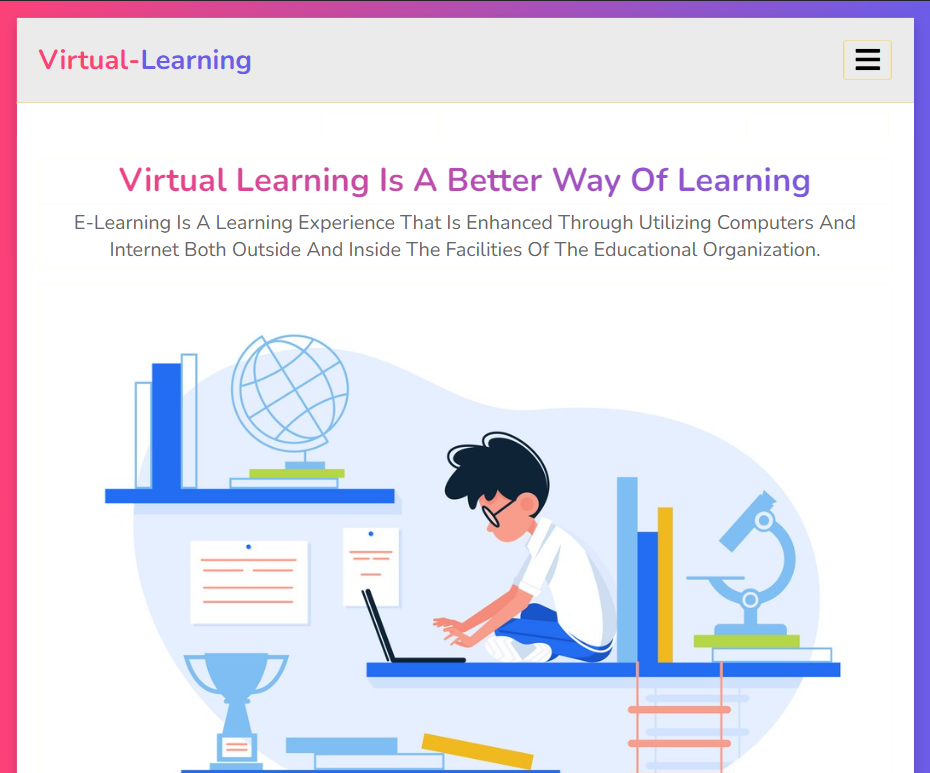 Virtual-Learning
Virtual Learning Is A Better Way Of Learning
E-Learning Is A Learning Experience That Is Enhanced Through Utilizing Computers And
Internet Both Outside And Inside The Facilities Of The Educational Organization.